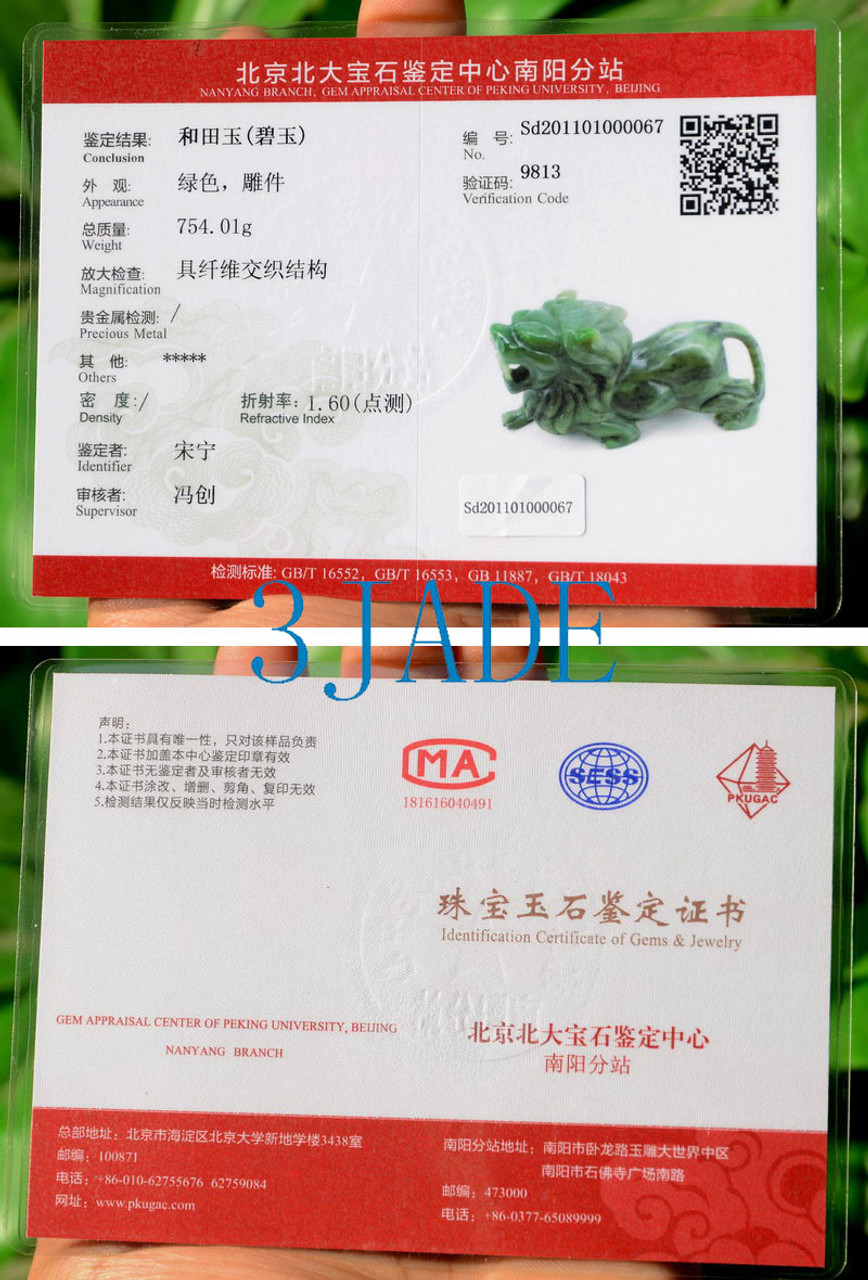 北京北大宝石鉴定中心南阳分站
NANYANG BRANCH, GEM APPRAISAL CENTER OF PEKING UNIVERSITY, BEIJING
鉴定结果: 和田玉(碧玉)
Conclusion
外 观: 绿色，雕件
Appearance
总质量: 754.01g
Weight
放大检查: 具纤维交织结构
Magnification
贵金属检测: /
Precious Metal
其 他: *****
Others
密 度: / 折射率: 1.60(点测)
Density Refractive Index
鉴定者: 宋宁
Identifier
审核者: 冯创
Supervisor
编 号: Sd201101000067
No.
验证码: 9813
Verification Code
Sd201101000067
检测标准: GB/T 16552, GB/T 16553, GB 11887, GB/T 18043
3JADE
声明:
1.本证书具有唯一性，只对该样品负责
2.本证书加盖本中心鉴定印章有效
3.本证书无鉴定者及审核者无效
4.本证书涂改、增删、剪角、复印无效
5.检测结果仅反映当时检测水平
MA
181616040491
SESS
PKUGAC
珠宝玉石鉴定证书
Identification Certificate of Gems & Jewelry
GEM APPRAISAL CENTER OF PEKING UNIVERSITY, BEIJING
NANYANG BRANCH
北京北大宝石鉴定中心
南阳分站
总部地址: 北京市海淀区北京大学新地学楼3438室
邮编: 100871
电话: +86-010-62755676 62759084
网址: www.pkugac.com
南阳分站地址: 南阳市卧龙路玉雕大世界中区
南阳市石佛寺广场南路
邮编: 473000
电话: +86-0377-65089999